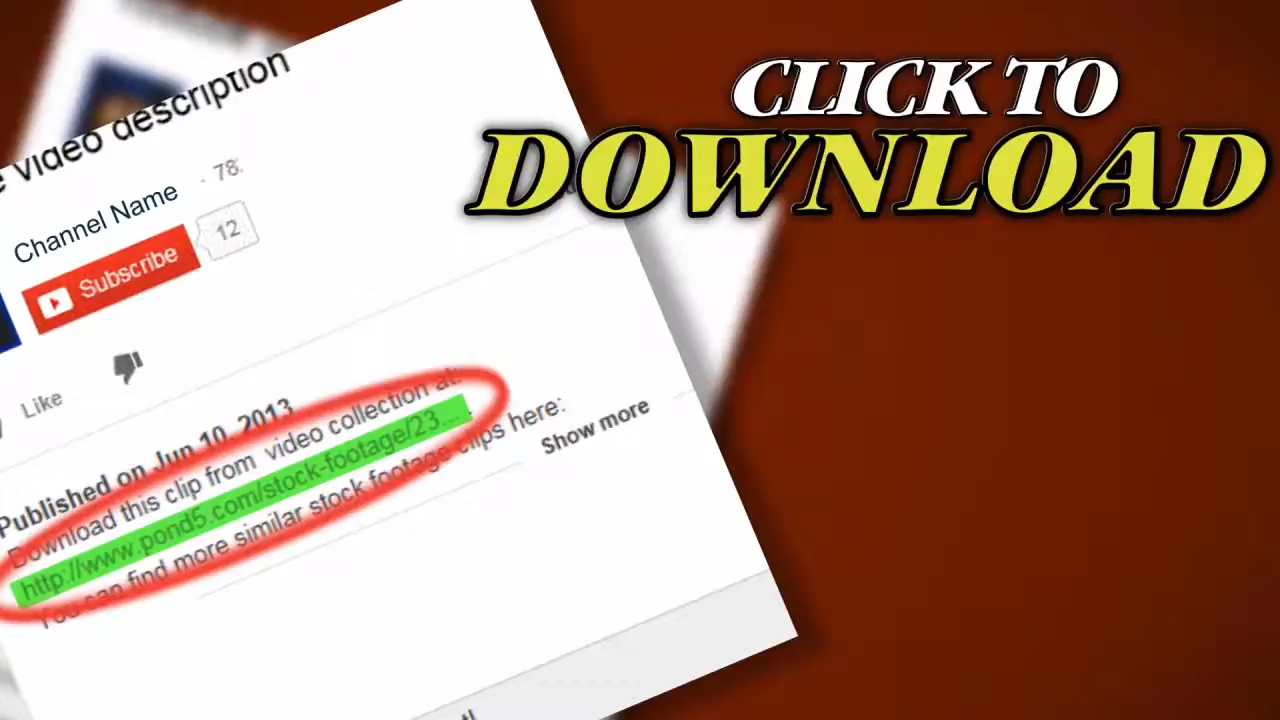 CLICK TO
DOWNLOAD
video description
Channel Name
Subscribe
12
Like
Published on Jun 10, 2013
Download this clip from video collection at:
http://www.pond5.com/stock-footage/23...
You can find more similar stock footage clips here:
Show more